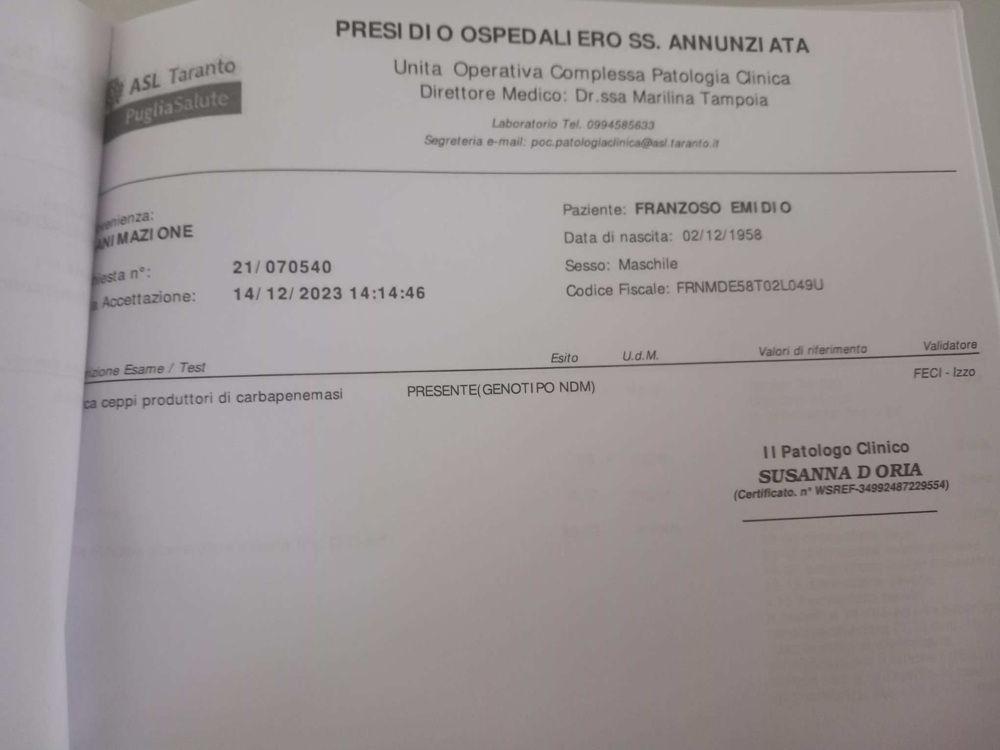 PRESIDIO OSPEDALIERO SS. ANNUNZIATA
ASL Taranto
PugliaSalute
Unita Operativa Complessa Patologia Clinica
Direttore Medico: Dr.ssa Marilina Tampoia
Laboratorio Tel. 0994585633
Segreteria e-mail: poc.patologiaclinica@asl.taranto.it
venienza:
ANIMAZIONE
Paziente: FRANZOSO EMIDIO
Data di nascita: 02/12/1958
iesta n°: 21/070540
Sesso: Maschile
a Accettazione: 14/12/2023 14:14:46
Codice Fiscale: FRNMDE58T02L049U
izione Esame / Test Esito U.d.M. Valori di riferimento Validatore
ca ceppi produttori di carbapenemasi PRESENTE(GENOTIPO NDM) FECI - Izzo
Il Patologo Clinico
SUSANNA D ORIA
(Certificato. n° WSREF-34992487229554)